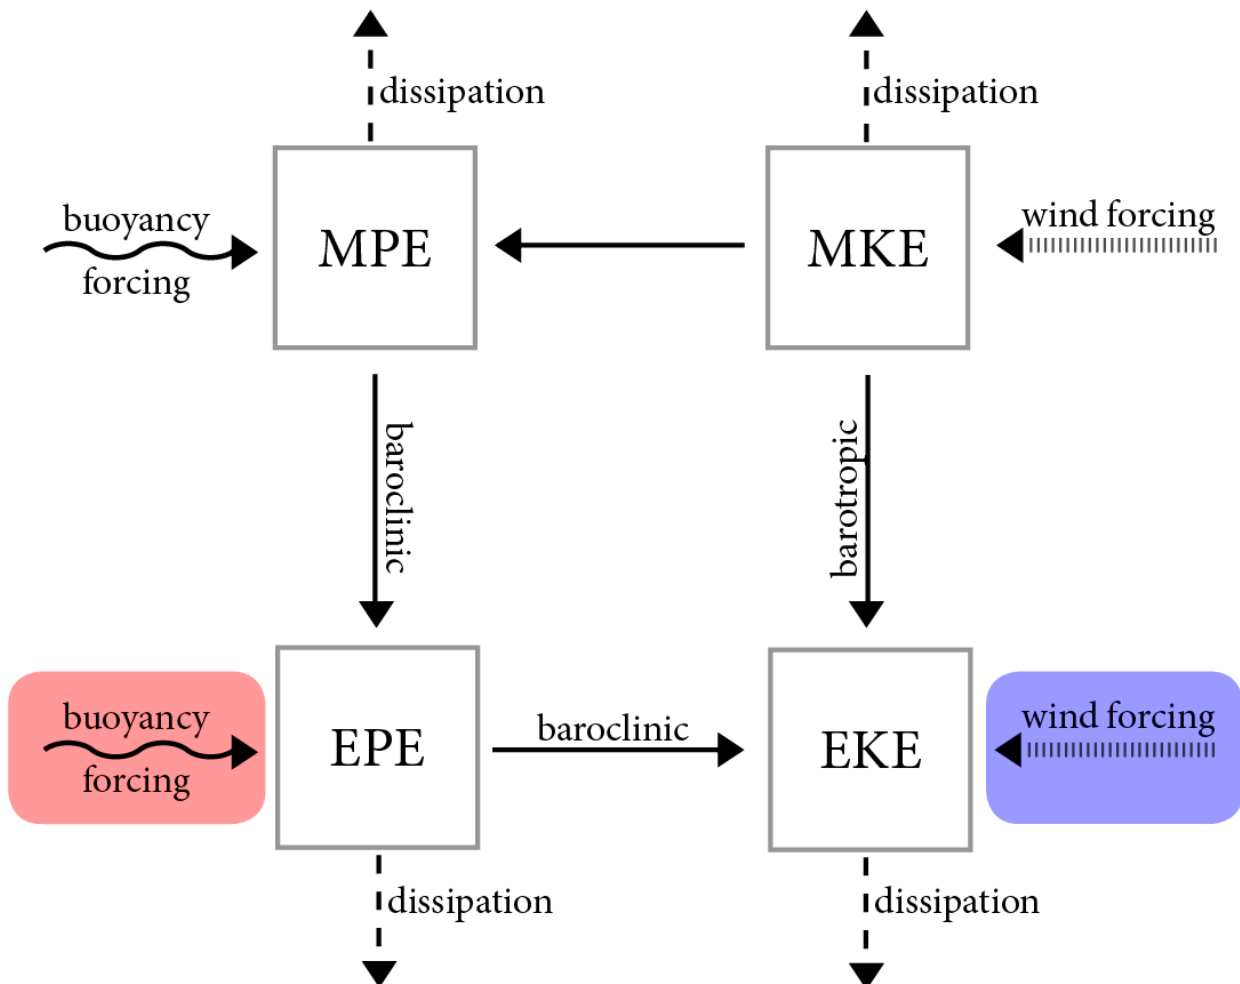 dissipation
dissipation
buoyancy
forcing
MPE
MKE
wind forcing
baroclinic
barotropic
buoyancy
forcing
EPE
baroclinic
EKE
wind forcing
dissipation
dissipation